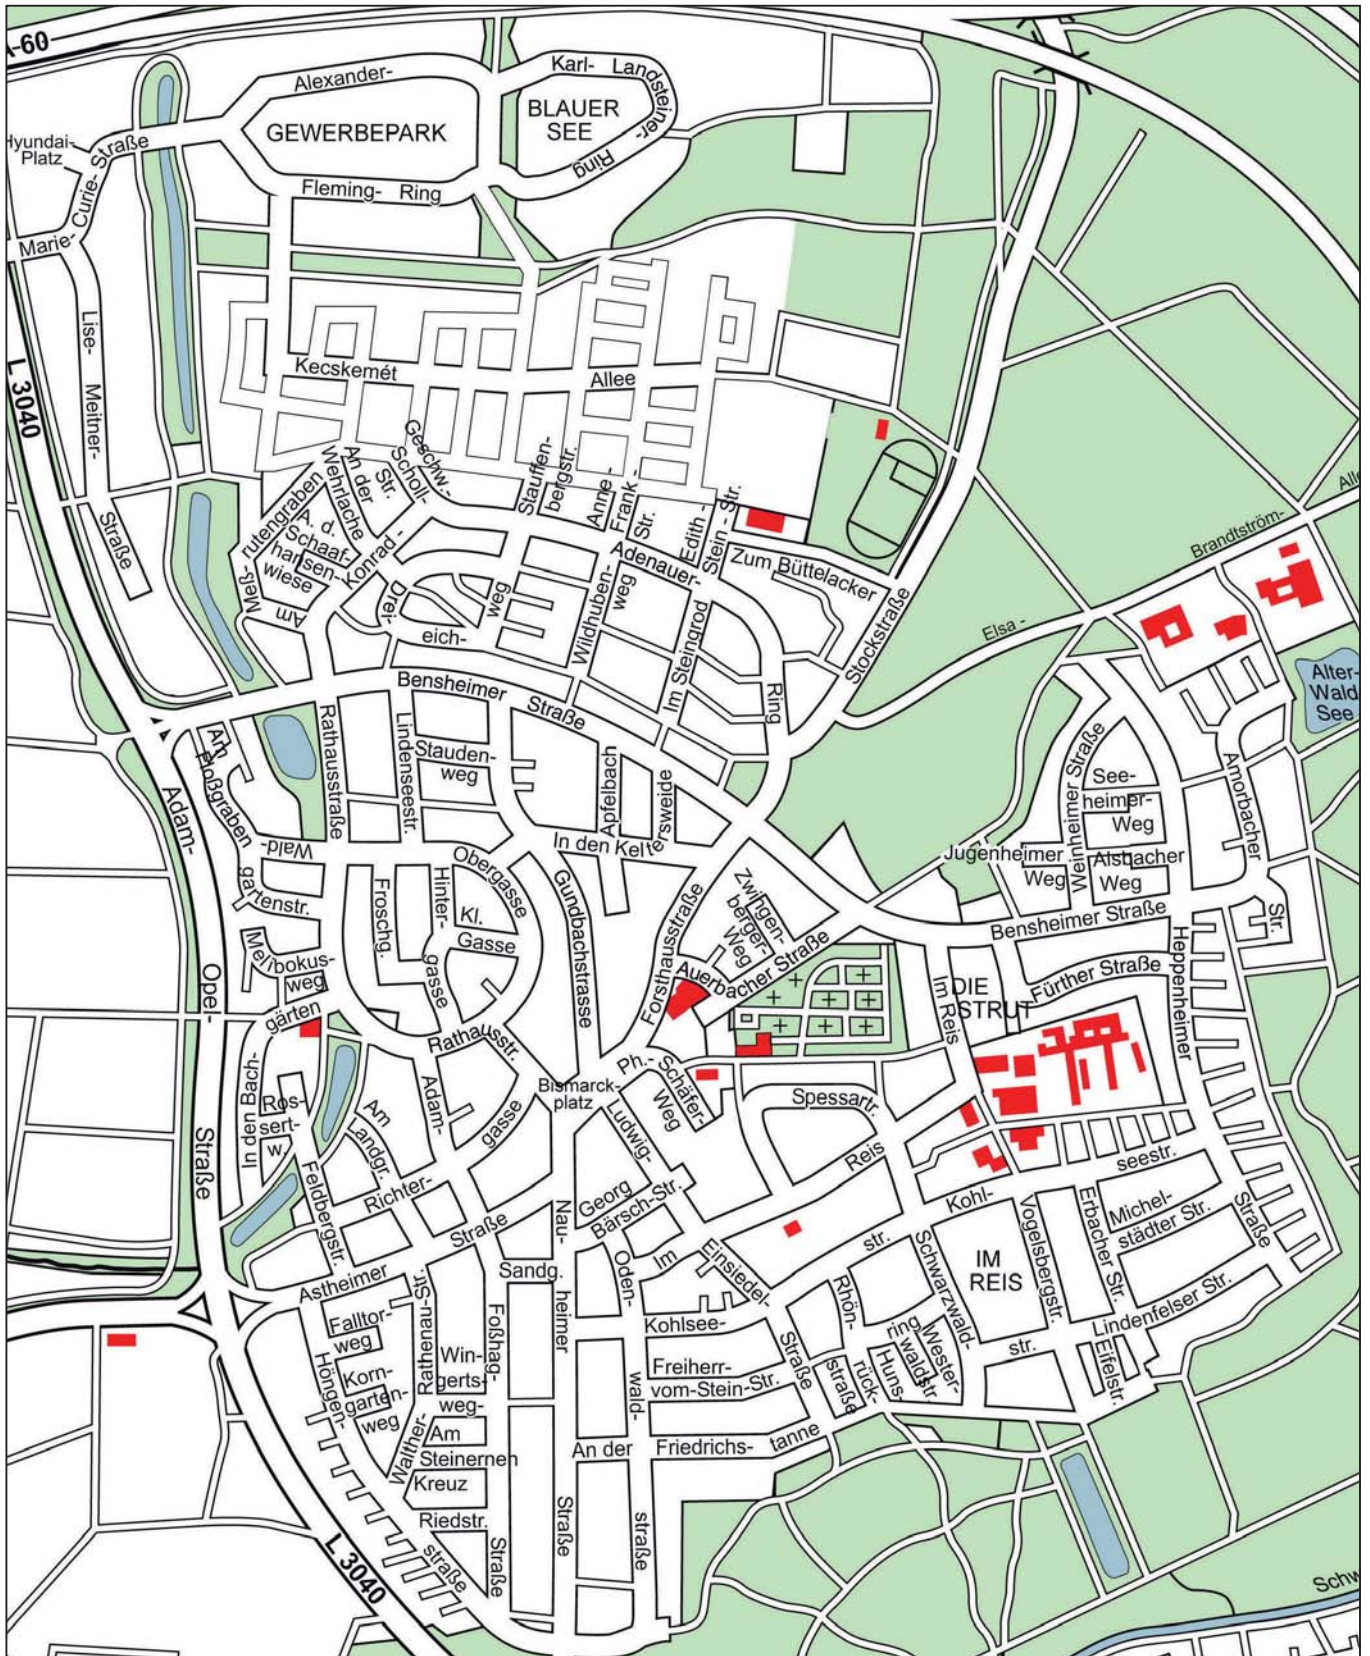 A-60
Alexander-
Karl- Landsteiner-
Ring
BLAUER
SEE
GEWERBEPARK
Hyundai-
Platz
Marie- Curie- Straße
Fleming- Ring
Lise- Meitner-
Straße
L 3040
Kecskemét
Allee
Geschw.-
Scholl-
Str.
An der
Wehrlache
Meß-
rutengraben
A. d.
Schaaf-
hansen-
wiese
Am
Konrad-
Adenauer-
Ring
Stauffen-
bergstr.
Anne-
Frank-
Str.
Edith-
Stein-Str.
Zum Büttelacker
Drei-
eich-
weg
Wildhuben-
weg
Im Steingrod
Stockstraße
Elsa-
Brandtström-
Alter-
Wald
See
Bensheimer
Straße
Am
Floßgraben
Rathausstraße
Lindenseestr.
Stauden-
weg
Apfelbach
In den Keltersweide
Adam-
Opel-
Straße
Wald-
gartenstr.
Obergasse
Gundbachstrasse
Froschg.
Hinter-
gasse
Kl.
Gasse
Melibokus-
weg
Forsthausstraße
Zwingen-
berger-
Weg
Auerbacher Straße
Weinheimer Straße
See-
heimer-
Weg
Jugenheimer
Weg
Alsbacher
Weg
Amorbacher
Str.
Bensheimer Straße
Heppenheimer
Straße
Fürther Straße
DIE
STRUT
Im Reis
In den Bach-
gärten
Rathausstr.
Adam-
gasse
Bismarck-
platz
Ph.-
Schäfer-
Weg
Ludwig-
Spessartr.
Ros-
sert-
w.
Am
Landgr.
Feldbergstr.
Richter-
Straße
Nau-
heimer
Straße
Georg
Bärsch-Str.
Im
Reis
Kohl-
seestr.
Michel-
städter Str.
Erbacher Str.
Vogelsbergstr.
IM
REIS
Lindenfelser Str.
Eifelstr.
Schwarzwald-
str.
Astheimer
Sandg.
Oden-
wald-
straße
Einsiedel-
Straße
Kohlsee-
str.
Rhön-
straße
ring
Wester-
waldstr.
Huns-
rück-
Falltor-
weg
Korn-
garten-
weg
Höngen-
straße
Walther-
Rathenau-Str.
Win-
gerts-
weg-
Foßhag-
Straße
Freiherr-
vom-Stein-Str.
An der
Friedrichs-
tanne
Am
Steinernen
Kreuz
Riedstr.
L 3040